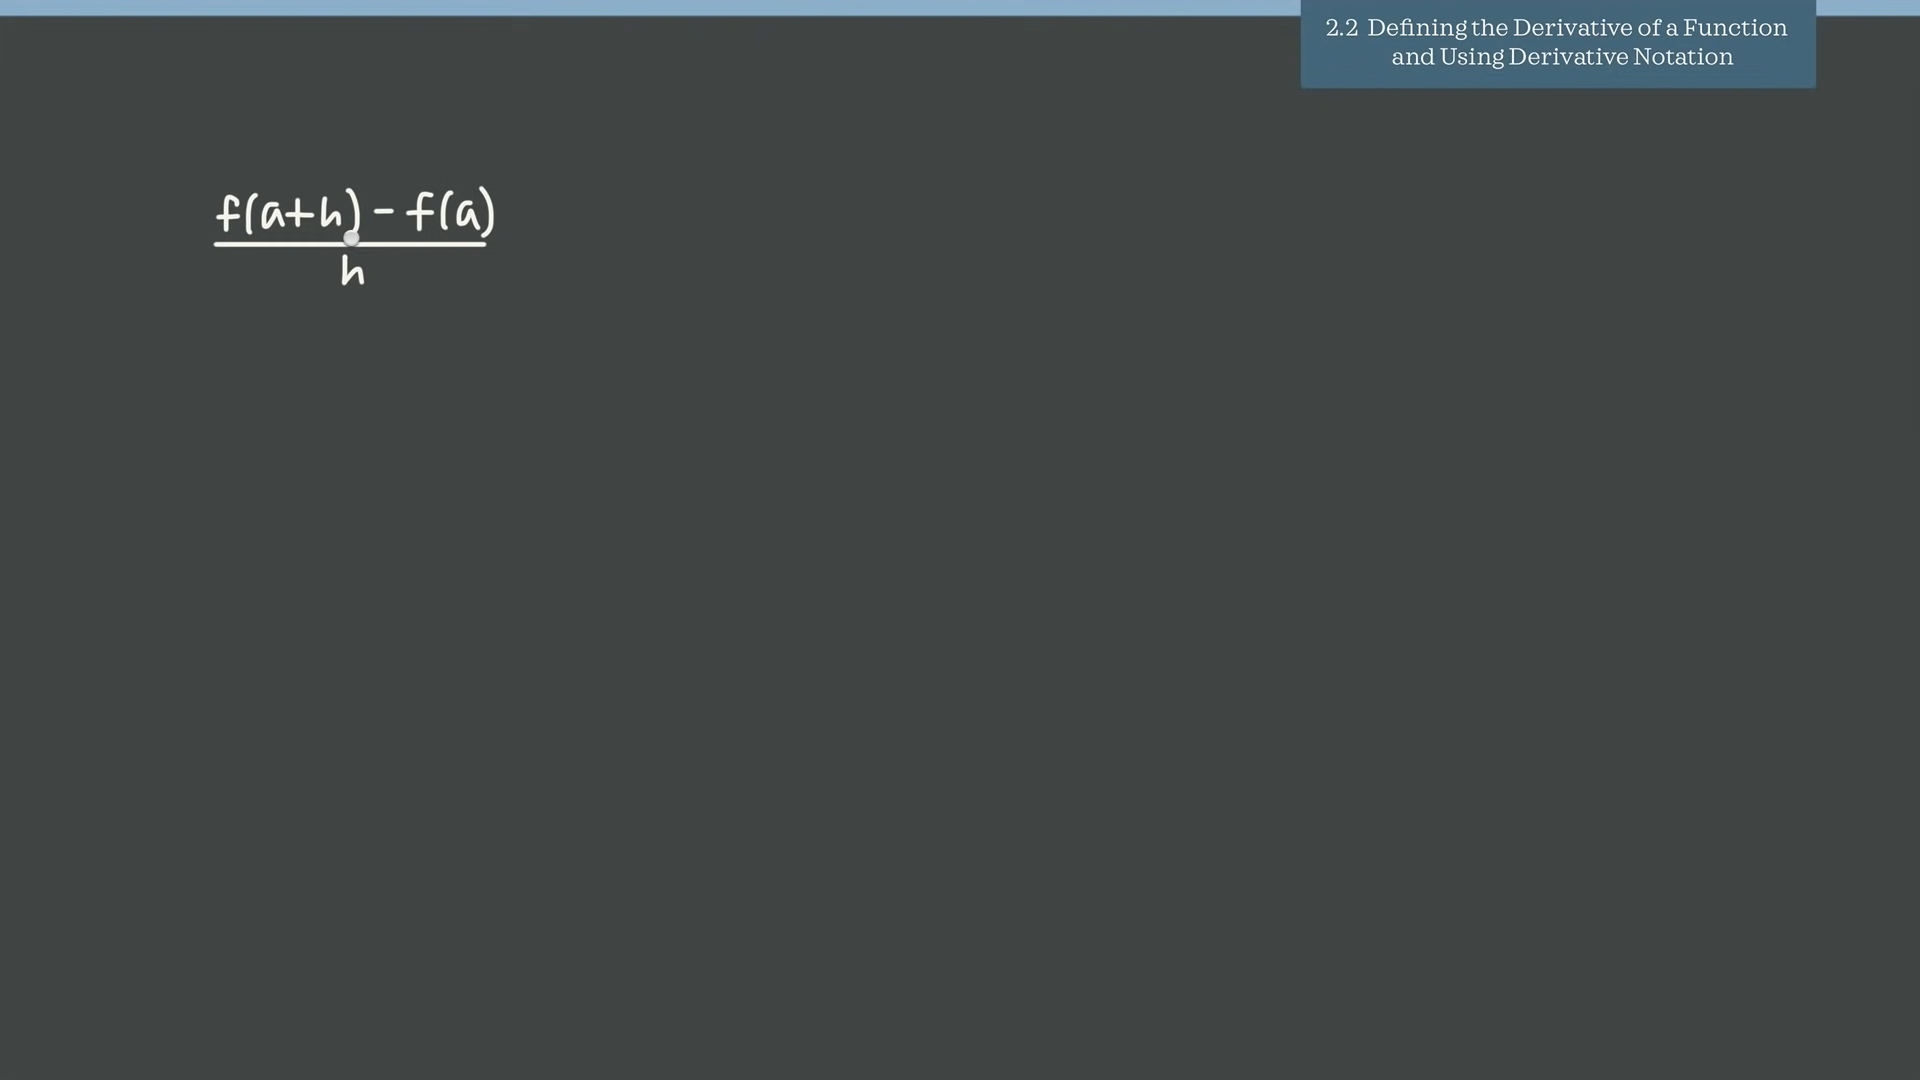 2.2 Defining the Derivative of a Function
and Using Derivative Notation
f(a+h) - f(a)
h